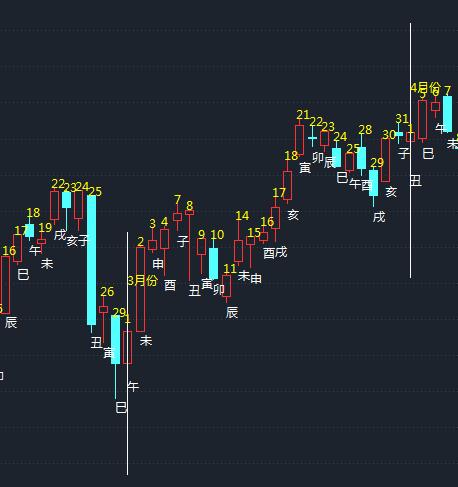 16
辰
17
巳
18
午
19
未
22
戌
23
亥
24
子
25
丑
26
寅
29
巳
3月份
1
午
2
未
3
申
4
酉
7
子
8
丑
9
寅
10
卯
11
辰
14
未
15
申
16
酉
17
戌
18
亥
21
寅
22
卯
23
辰
24
巳
25
午
28
酉
29
戌
30
亥
31
子
4月份
1
丑
5
巳
6
午
7
未